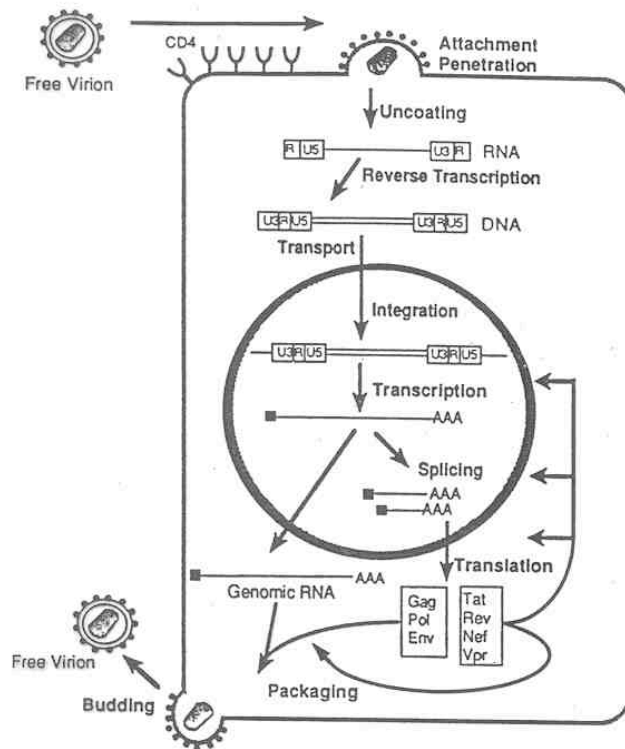 CD4
Attachment
Penetration
Free Virion
Uncoating
R U5 U3 R RNA
Reverse Transcription
U3 R U5 U3 R U5 DNA
Transport
Integration
U3 R U5 U3 R U5
Transcription
AAA
Splicing
AAA
AAA
Translation
AAA
Genomic RNA
Gag
Pol
Env
Tat
Rev
Nef
Vpr
Free Virion
Packaging
Budding